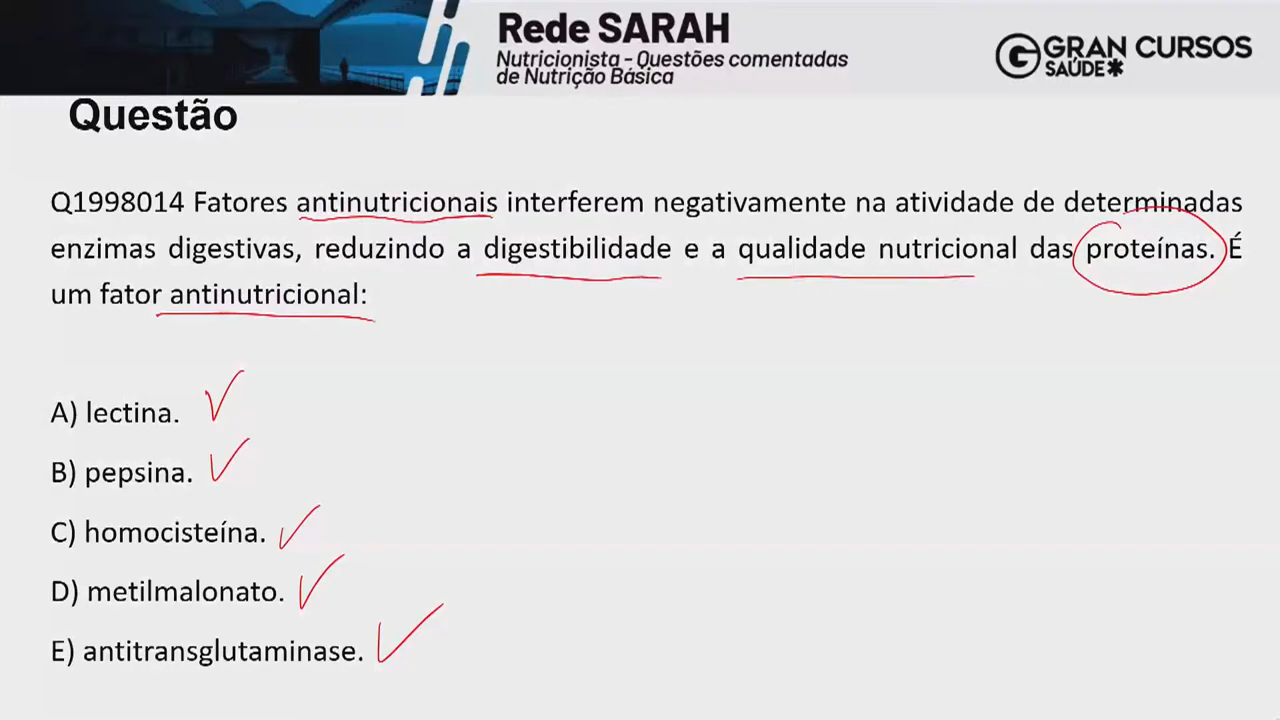 Rede SARAH
Nutricionista - Questões comentadas
de Nutrição Básica
GRAN CURSOS
SAÚDE
Questão
Q1998014 Fatores antinutricionais interferem negativamente na atividade de determinadas
enzimas digestivas, reduzindo a digestibilidade e a qualidade nutricional das proteínas. É
um fator antinutricional:
A) lectina.
B) pepsina.
C) homocisteína.
D) metilmalonato.
E) antitransglutaminase.